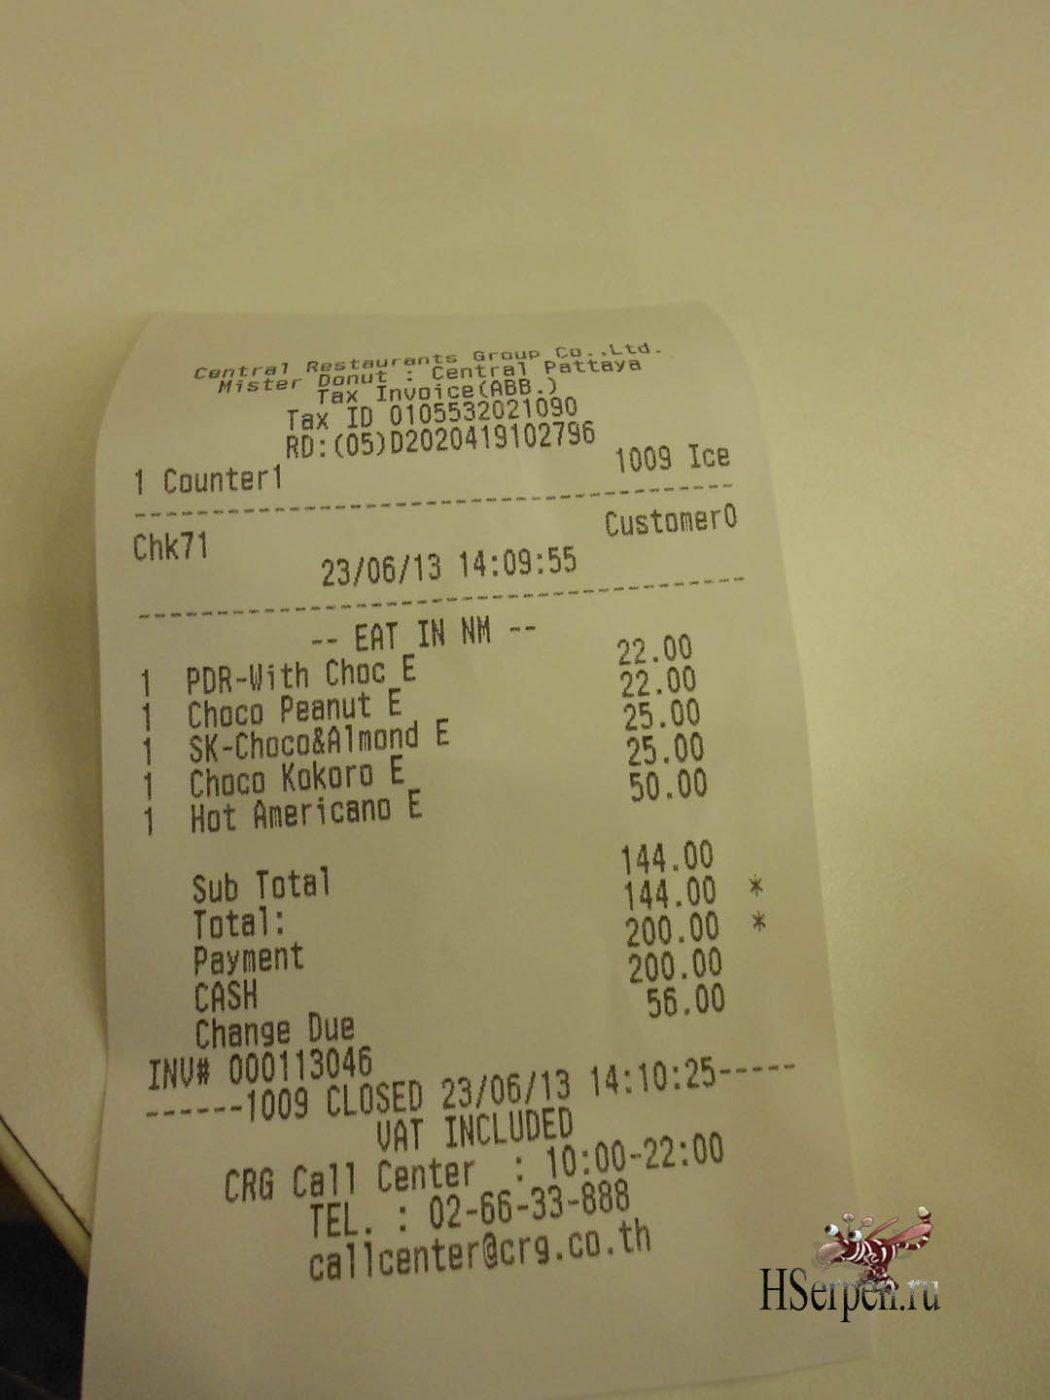 Central Restaurants Group Co.,Ltd.
Mister Donut : Central Pattaya
Tax Invoice(ABB.)
Tax ID 0105532021090
RD:(05)D2020419102796
1 Counter1 1009 Ice
Chk71 Customer0
23/06/13 14:09:55
-- EAT IN NM --
1 PDR-With Choc E 22.00
1 Choco Peanut E 22.00
1 SK-Choco&Almond E 25.00
1 Choco Kokoro E 25.00
1 Hot Americano E 50.00
Sub Total 144.00
Total: 144.00 *
Payment 200.00 *
CASH 200.00
Change Due 56.00
INV# 000113046
------1009 CLOSED 23/06/13 14:10:25-----
VAT INCLUDED
CRG Call Center : 10:00-22:00
TEL. : 02-66-33-888
callcenter@crg.co.th
HSerpen.ru